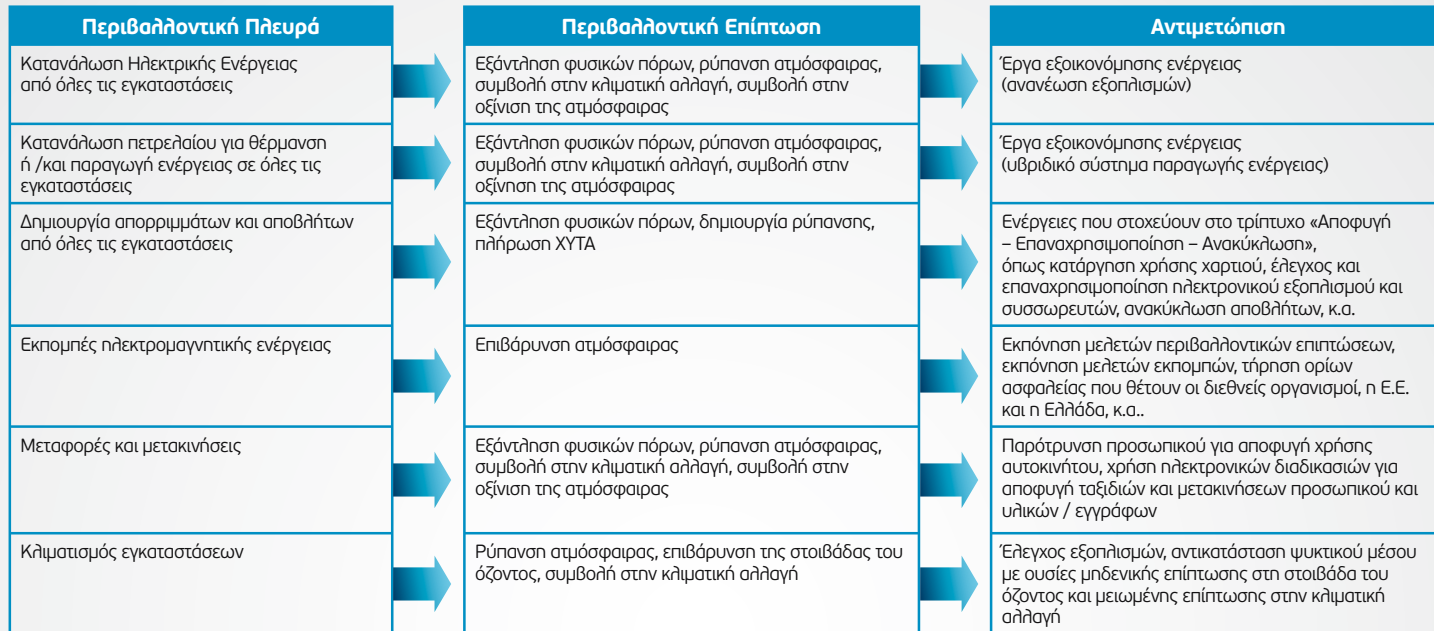 Περιβαλλοντική Πλευρά
Περιβαλλοντική Επίπτωση
Αντιμετώπιση
Κατανάλωση Ηλεκτρικής Ενέργειας
από όλες τις εγκαταστάσεις
Εξάντληση φυσικών πόρων, ρύπανση ατμόσφαιρας,
συμβολή στην κλιματική αλλαγή, συμβολή στην
οξίνιση της ατμόσφαιρας
Έργα εξοικονόμησης ενέργειας
(ανανέωση εξοπλισμών)
Κατανάλωση πετρελαίου για θέρμανση
ή /και παραγωγή ενέργειας σε όλες τις
εγκαταστάσεις
Εξάντληση φυσικών πόρων, ρύπανση ατμόσφαιρας,
συμβολή στην κλιματική αλλαγή, συμβολή στην
οξίνηση της ατμόσφαιρας
Έργα εξοικονόμησης ενέργειας
(υβριδικό σύστημα παραγωγής ενέργειας)
Δημιουργία απορριμμάτων και αποβλήτων
από όλες τις εγκαταστάσεις
Εξάντληση φυσικών πόρων, δημιουργία ρύπανσης,
πλήρωση ΧΥΤΑ
Ενέργειες που στοχεύουν στο τρίπτυχο «Αποφυγή
– Επαναχρησιμοποίηση – Ανακύκλωση»,
όπως κατάργηση χρήσης χαρτιού, έλεγχος και
επαναχρησιμοποίηση ηλεκτρονικού εξοπλισμού και
συσσωρευτών, ανακύκλωση αποβλήτων, κ.α.
Εκπομπές ηλεκτρομαγνητικής ενέργειας
Επιβάρυνση ατμόσφαιρας
Εκπόνηση μελετών περιβαλλοντικών επιπτώσεων,
εκπόνηση μελετών εκπομπών, τήρηση ορίων
ασφαλείας που θέτουν οι διεθνείς οργανισμοί, η Ε.Ε.
και η Ελλάδα, κ.α..
Μεταφορές και μετακινήσεις
Εξάντληση φυσικών πόρων, ρύπανση ατμόσφαιρας,
συμβολή στην κλιματική αλλαγή, συμβολή στην
οξίνιση της ατμόσφαιρας
Παρότρυνση προσωπικού για αποφυγή χρήσης
αυτοκινήτου, χρήση ηλεκτρονικών διαδικασιών για
αποφυγή ταξιδιών και μετακινήσεων προσωπικού και
υλικών / εγγράφων
Κλιματισμός εγκαταστάσεων
Ρύπανση ατμόσφαιρας, επιβάρυνση της στοιβάδας του
όζοντος, συμβολή στην κλιματική αλλαγή
Έλεγχος εξοπλισμών, αντικατάσταση ψυκτικού μέσου
με ουσίες μηδενικής επίπτωσης στη στοιβάδα του
όζοντος και μειωμένης επίπτωσης στην κλιματική
αλλαγή